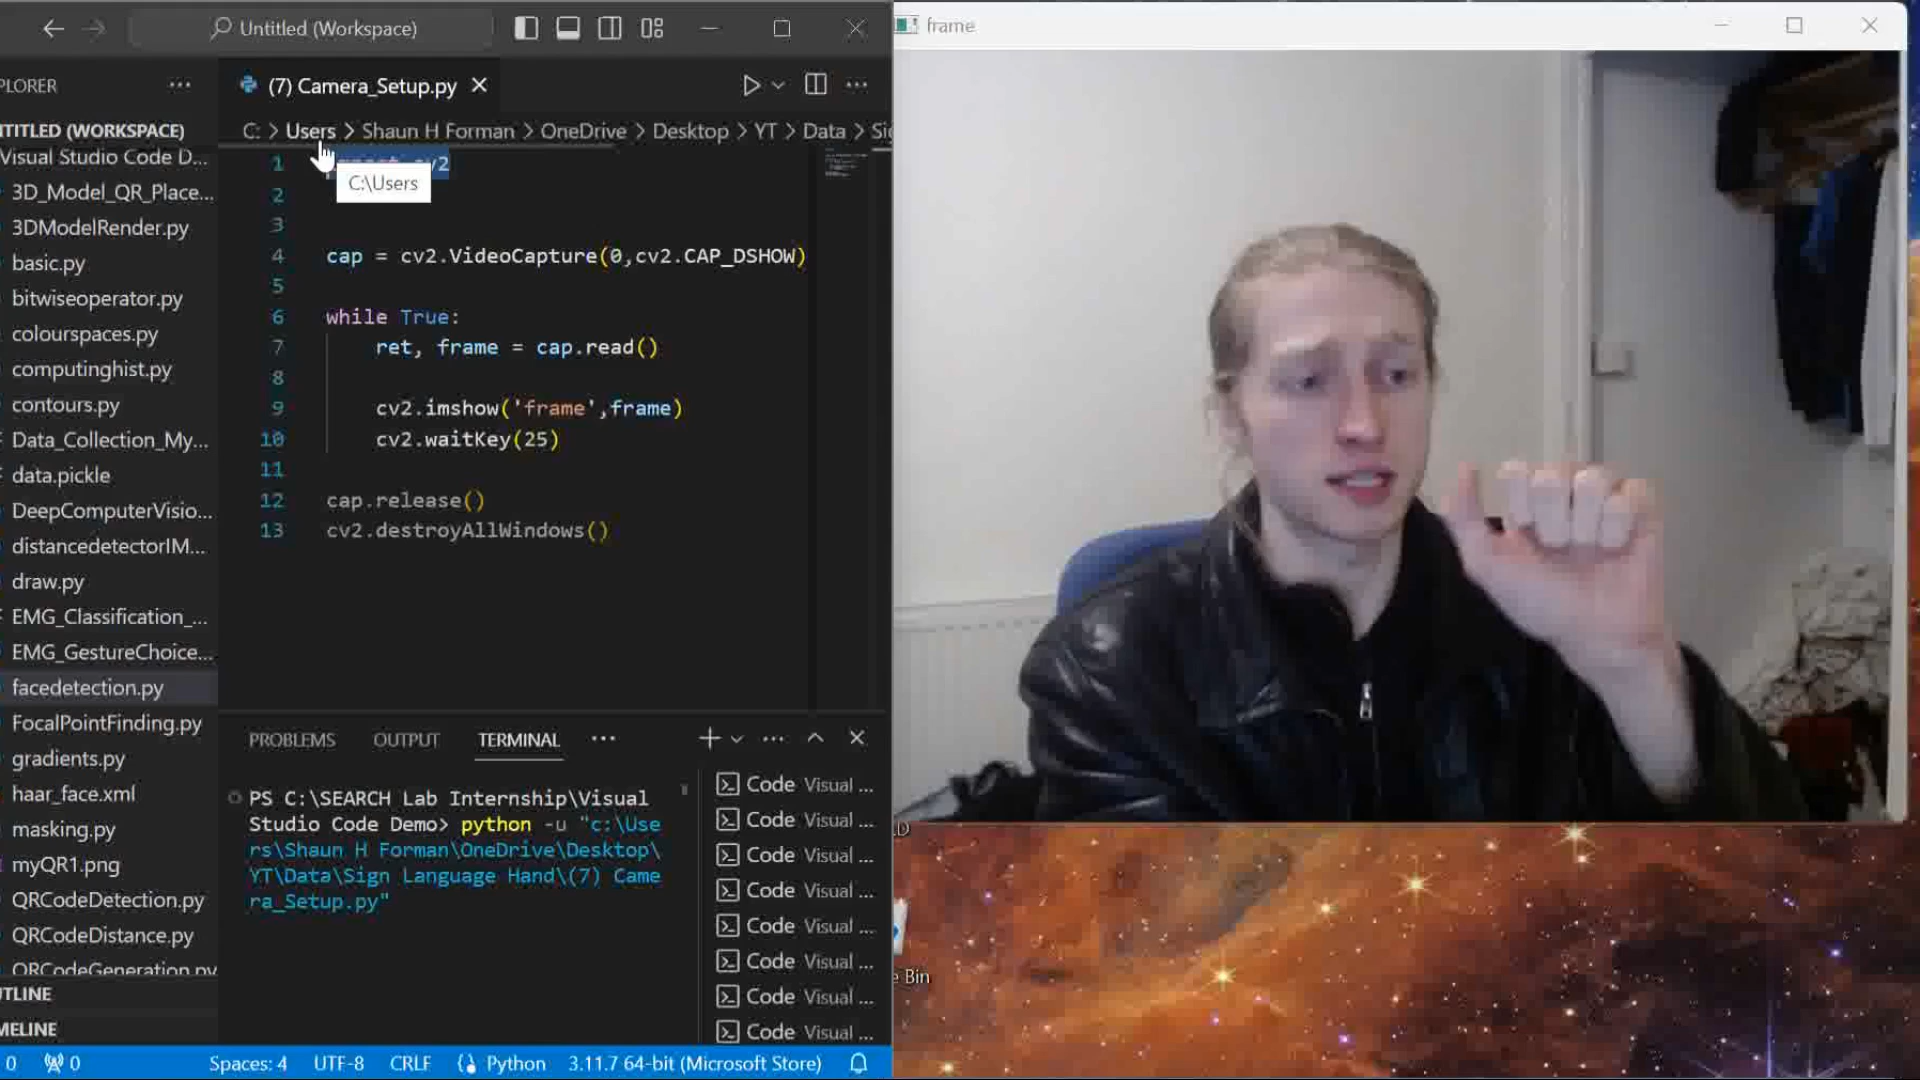 Untitled (Workspace)
PLORER
(7) Camera_Setup.py
NTITLED (WORKSPACE)
C: > Users > Shaun H Forman > OneDrive > Desktop > YT > Data >
Visual Studio Code D...
3D_Model_QR_Place...
3DModelRender.py
basic.py
bitwiseoperator.py
colourspaces.py
computinghist.py
contours.py
Data_Collection_My...
data.pickle
DeepComputerVisio...
distancedetectorIM...
draw.py
EMG_Classification_...
EMG_GestureChoice...
facedetection.py
FocalPointFinding.py
gradients.py
haar_face.xml
masking.py
myQR1.png
QRCodeDetection.py
QRCodeDistance.py
QRCodeGeneration.py
UTLINE
MELINE
1
C:\Users
2
3
4 cap = cv2.VideoCapture(0,cv2.CAP_DSHOW)
5
6 while True:
7 ret, frame = cap.read()
8
9 cv2.imshow('frame',frame)
10 cv2.waitKey(25)
11
12 cap.release()
13 cv2.destroyAllWindows()
PROBLEMS OUTPUT TERMINAL
PS C:\SEARCH Lab Internship\Visual
Studio Code Demo> python -u "c:\Use
rs\Shaun H Forman\OneDrive\Desktop\
YT\Data\Sign Language Hand\(7) Came
ra_Setup.py"
Code Visual ...
Code Visual ...
Code Visual ...
Code Visual ...
Code Visual ...
Code Visual ...
Code Visual ...
Code Visual ...
0 0 Spaces: 4 UTF-8 CRLF Python 3.11.7 64-bit (Microsoft Store)
frame
Bin